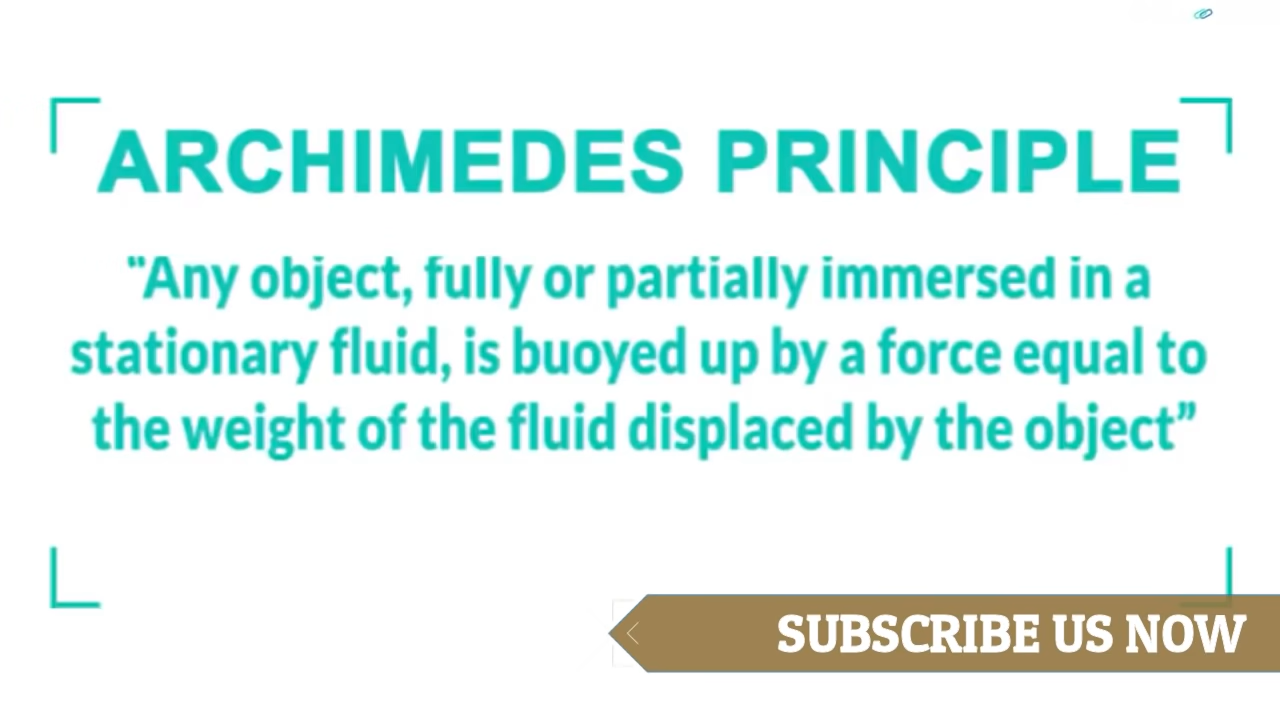 ARCHIMEDES PRINCIPLE
"Any object, fully or partially immersed in a
stationary fluid, is buoyed up by a force equal to
the weight of the fluid displaced by the object”
SUBSCRIBE US NOW